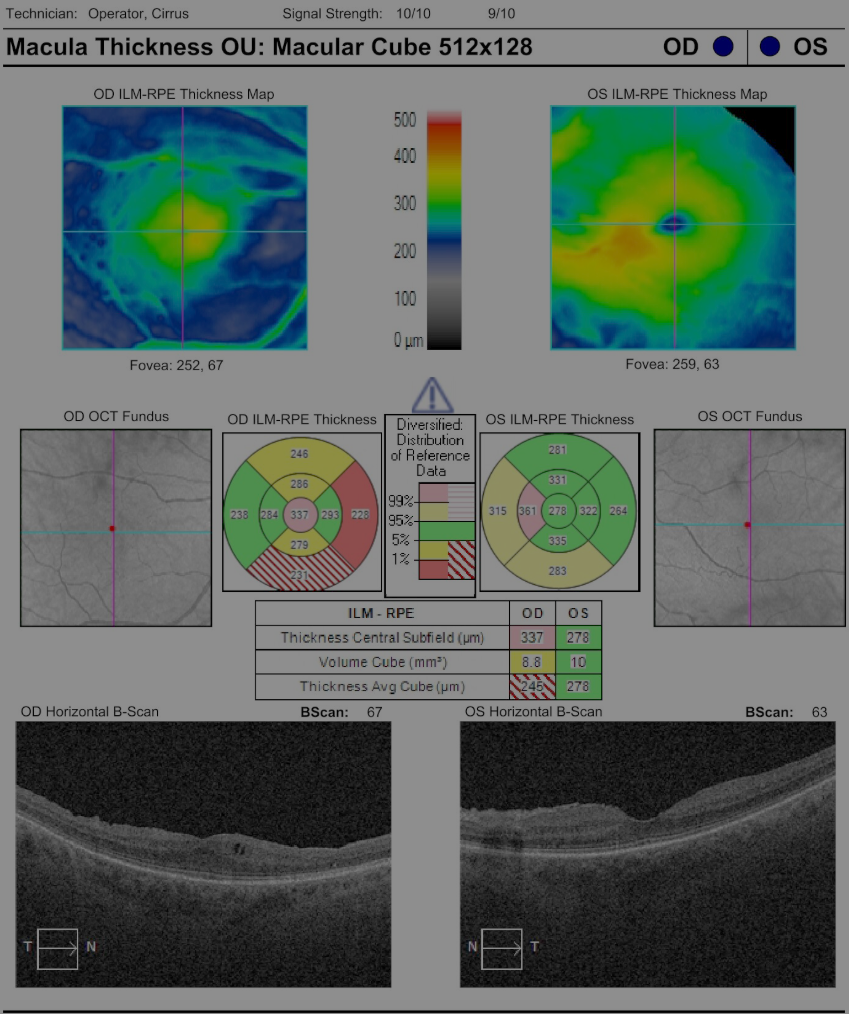 Technician: Operator, Cirrus Signal Strength: 10/10 9/10
Macula Thickness OU: Macular Cube 512x128 OD OS
OD ILM-RPE Thickness Map
OS ILM-RPE Thickness Map
500
400
300
200
100
0 µm
Fovea: 252, 67
Fovea: 259, 63
OD OCT Fundus
OD ILM-RPE Thickness
OS ILM-RPE Thickness
OS OCT Fundus
246
286
238 284 337 293 228
279
231
Diversified:
Distribution
of Reference
Data
99%
95%
5%
1%
281
331
315 361 278 322 264
335
283
ILM - RPE OD OS
Thickness Central Subfield (µm) 337 278
Volume Cube (mm³) 8.8 10
Thickness Avg Cube (µm) 245 278
OD Horizontal B-Scan BScan: 67
OS Horizontal B-Scan BScan: 63
T N
N T